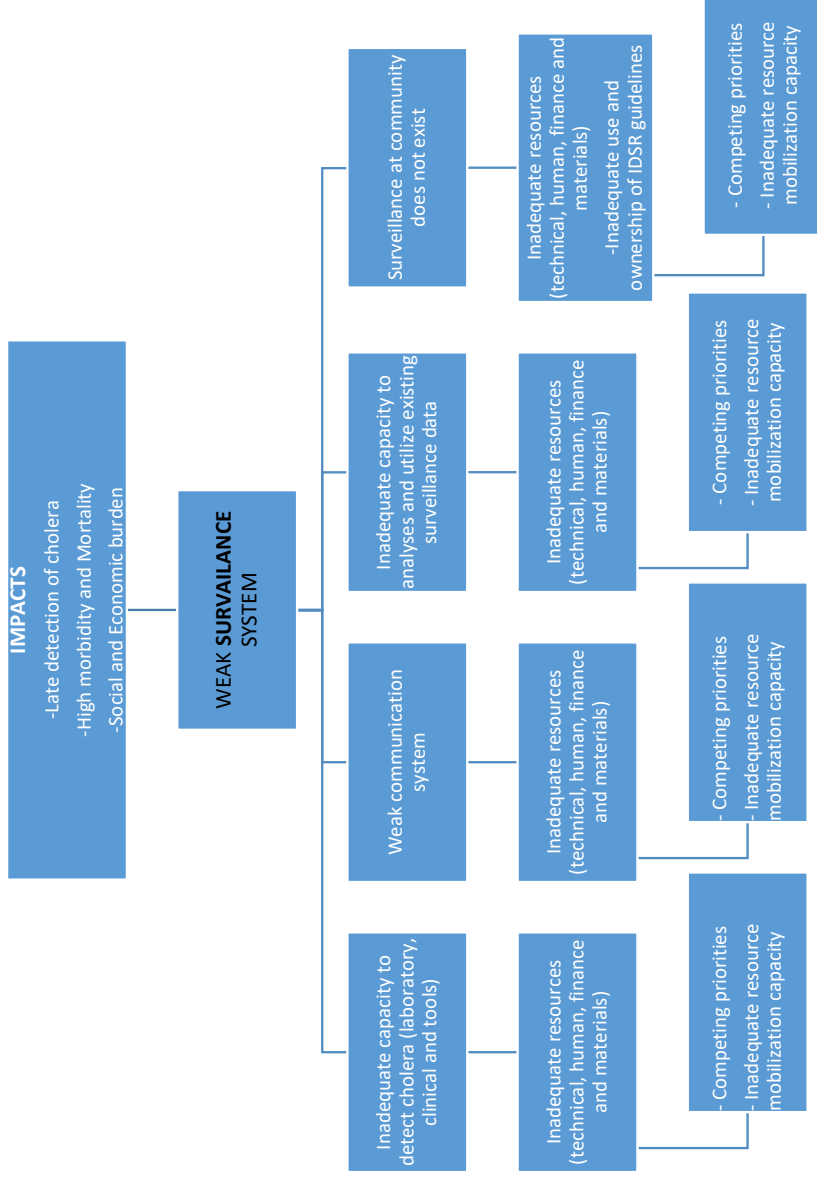 IMPACTS
-Late detection of cholera
-High morbidity and Mortality
-Social and Economic burden
WEAK SURVAILANCE
SYSTEM
Inadequate capacity to
detect cholera (laboratory,
clinical and tools)
Weak communication
system
Inadequate capacity to
analyses and utilize existing
surveillance data
Surveillance at community
does not exist
Inadequate resources
(technical, human, finance
and materials)
Inadequate resources
(technical, human, finance
and materials)
Inadequate resources
(technical, human, finance
and materials)
Inadequate resources
(technical, human, finance and
materials)
-Inadequate use and
ownership of IDSR guidelines
- Competing priorities
- Inadequate resource
mobilization capacity
- Competing priorities
- Inadequate resource
mobilization capacity
- Competing priorities
- Inadequate resource
mobilization capacity
- Competing priorities
- Inadequate resource
mobilization capacity